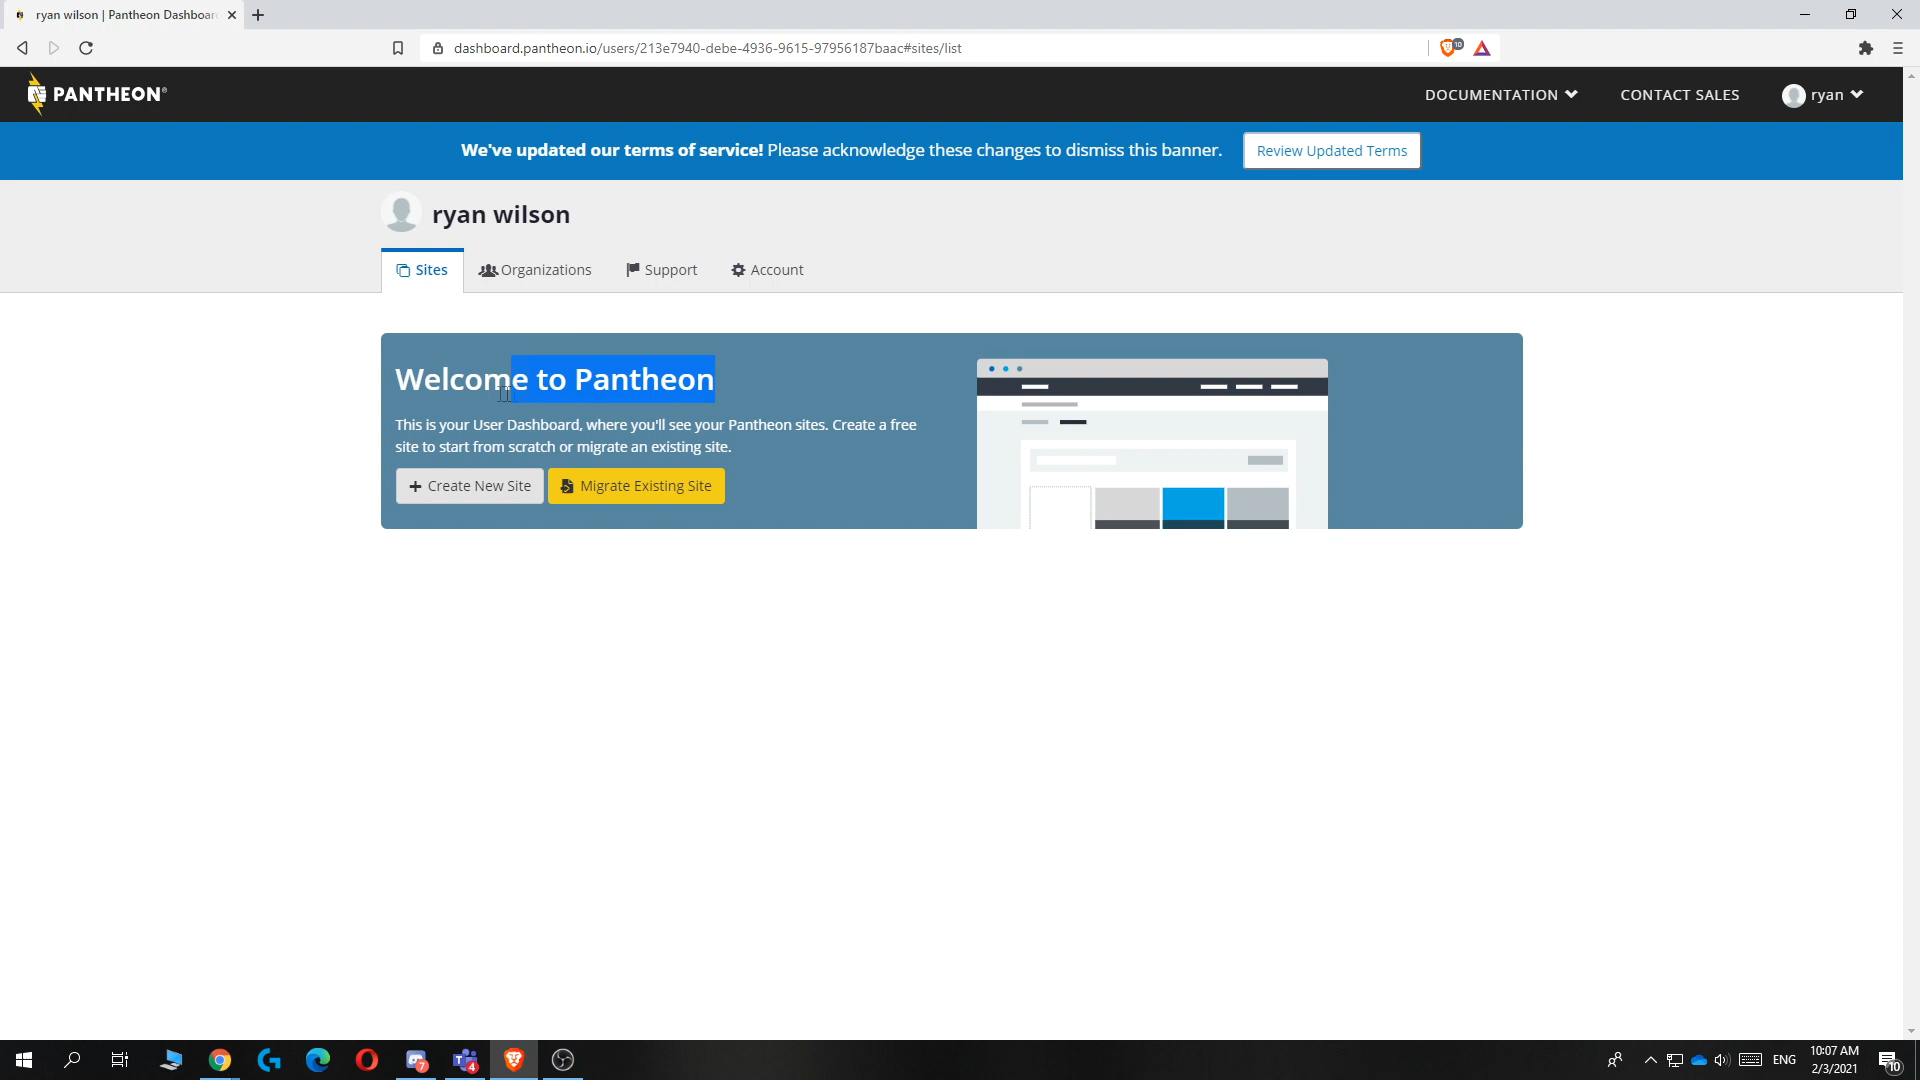 ryan wilson | Pantheon Dashboar
dashboard.pantheon.io/users/213e7940-debe-4936-9615-97956187baac#sites/list
10
PANTHEON
DOCUMENTATION
CONTACT SALES
ryan
We've updated our terms of service! Please acknowledge these changes to dismiss this banner.
Review Updated Terms
ryan wilson
Sites
Organizations
Support
Account
Welcome to Pantheon
This is your User Dashboard, where you'll see your Pantheon sites. Create a free
site to start from scratch or migrate an existing site.
+ Create New Site
Migrate Existing Site
7
4
ENG
10:07 AM
2/3/2021
10